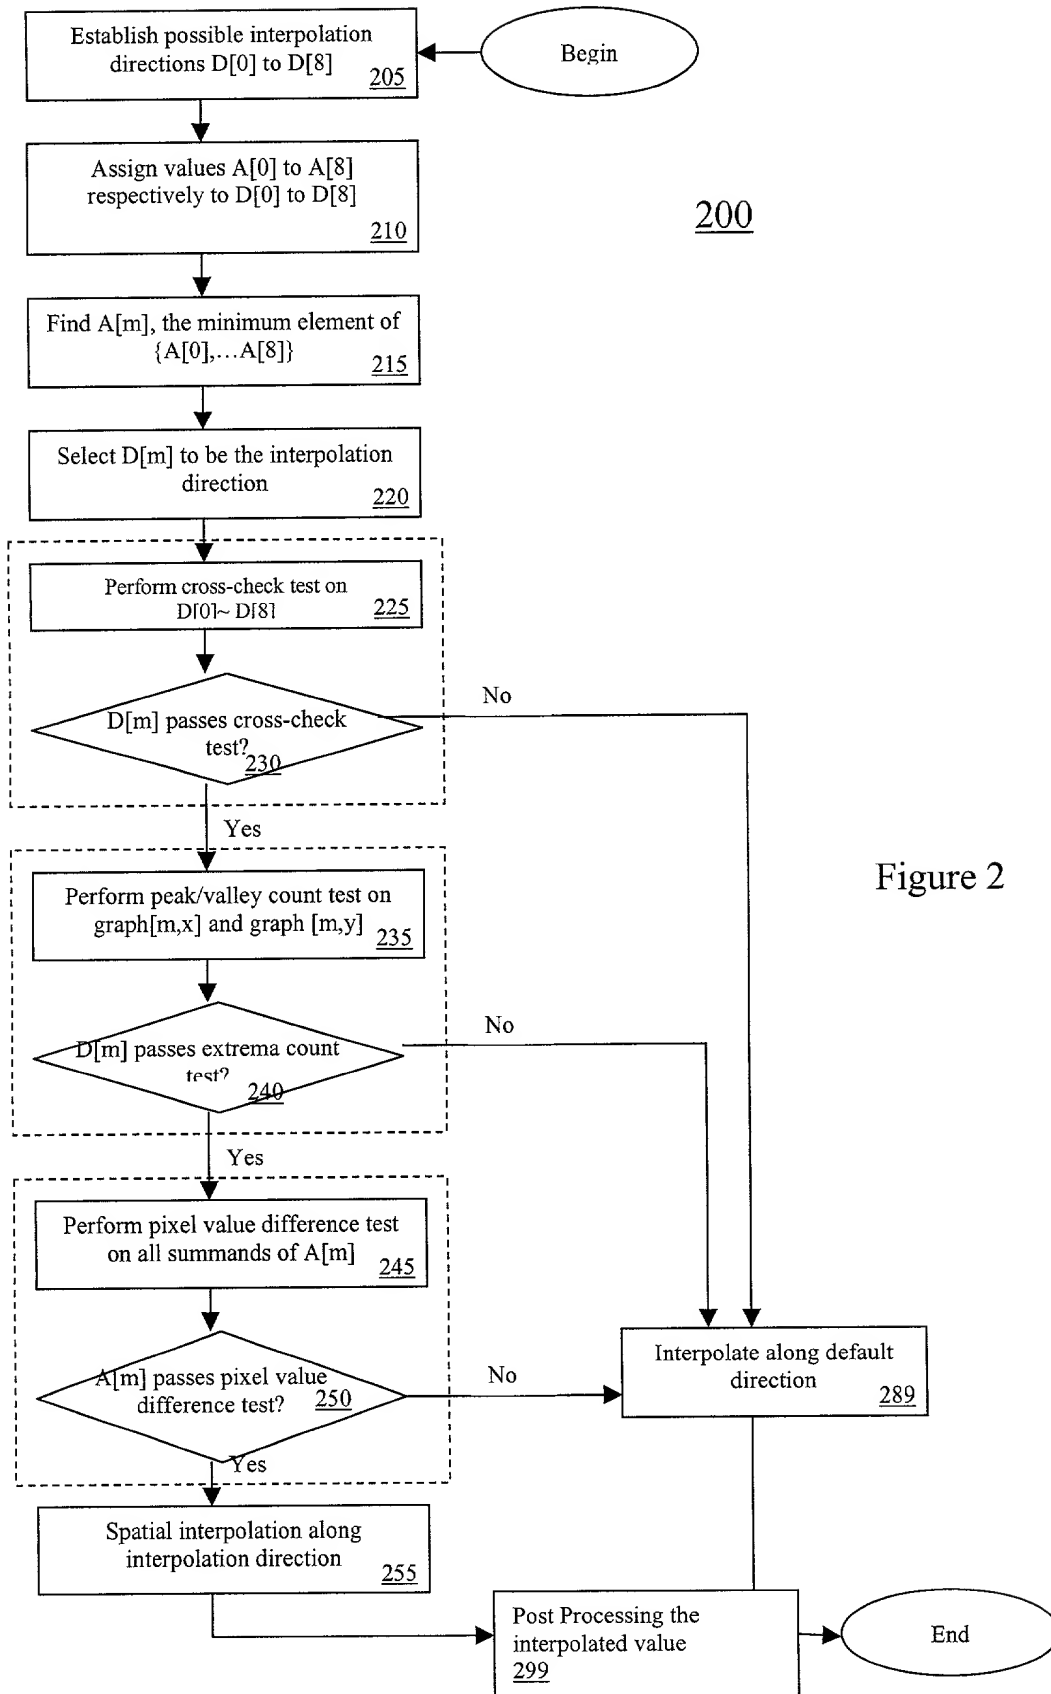 Establish possible interpolation
directions D[0] to D[8]
205
Begin
Assign values A[0] to A[8]
respectively to D[0] to D[8]
210
200
Find A[m], the minimum element of
{A[0],…A[8]}
215
Select D[m] to be the interpolation
direction
220
Perform cross-check test on
D[0]~ D[8]
225
No
D[m] passes cross-check
test?
230
Yes
Figure 2
Perform peak/valley count test on
graph[m,x] and graph [m,y]
235
No
D[m] passes extrema count
test?
240
Yes
Perform pixel value difference test
on all summands of A[m]
245
Interpolate along default
direction
289
No
A[m] passes pixel value
difference test?
250
Yes
Spatial interpolation along
interpolation direction
255
Post Processing the
interpolated value
299
End